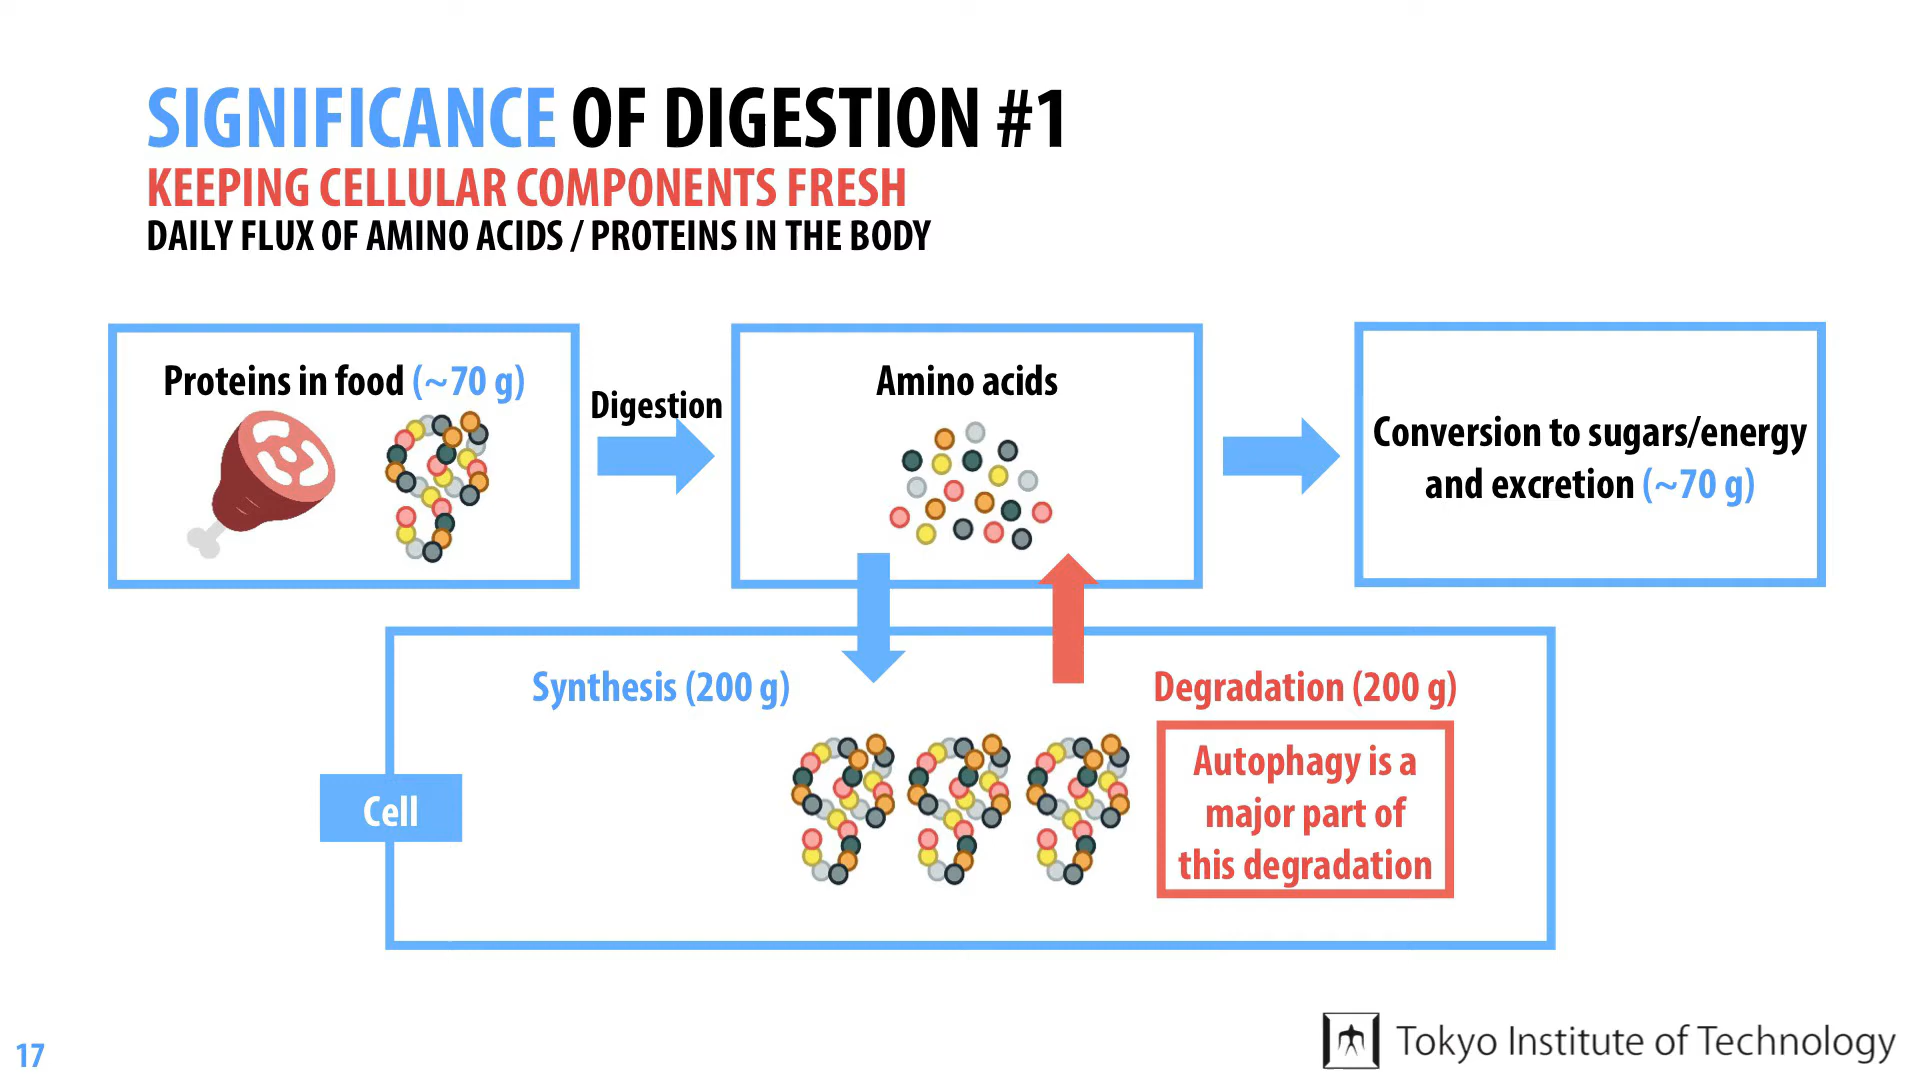 SIGNIFICANCE OF DIGESTION #1
KEEPING CELLULAR COMPONENTS FRESH
DAILY FLUX OF AMINO ACIDS / PROTEINS IN THE BODY
Proteins in food (~70 g)
Digestion
Amino acids
Conversion to sugars/energy
and excretion (~70 g)
Synthesis (200 g)
Degradation (200 g)
Autophagy is a
major part of
this degradation
Cell
17
Tokyo Institute of Technology